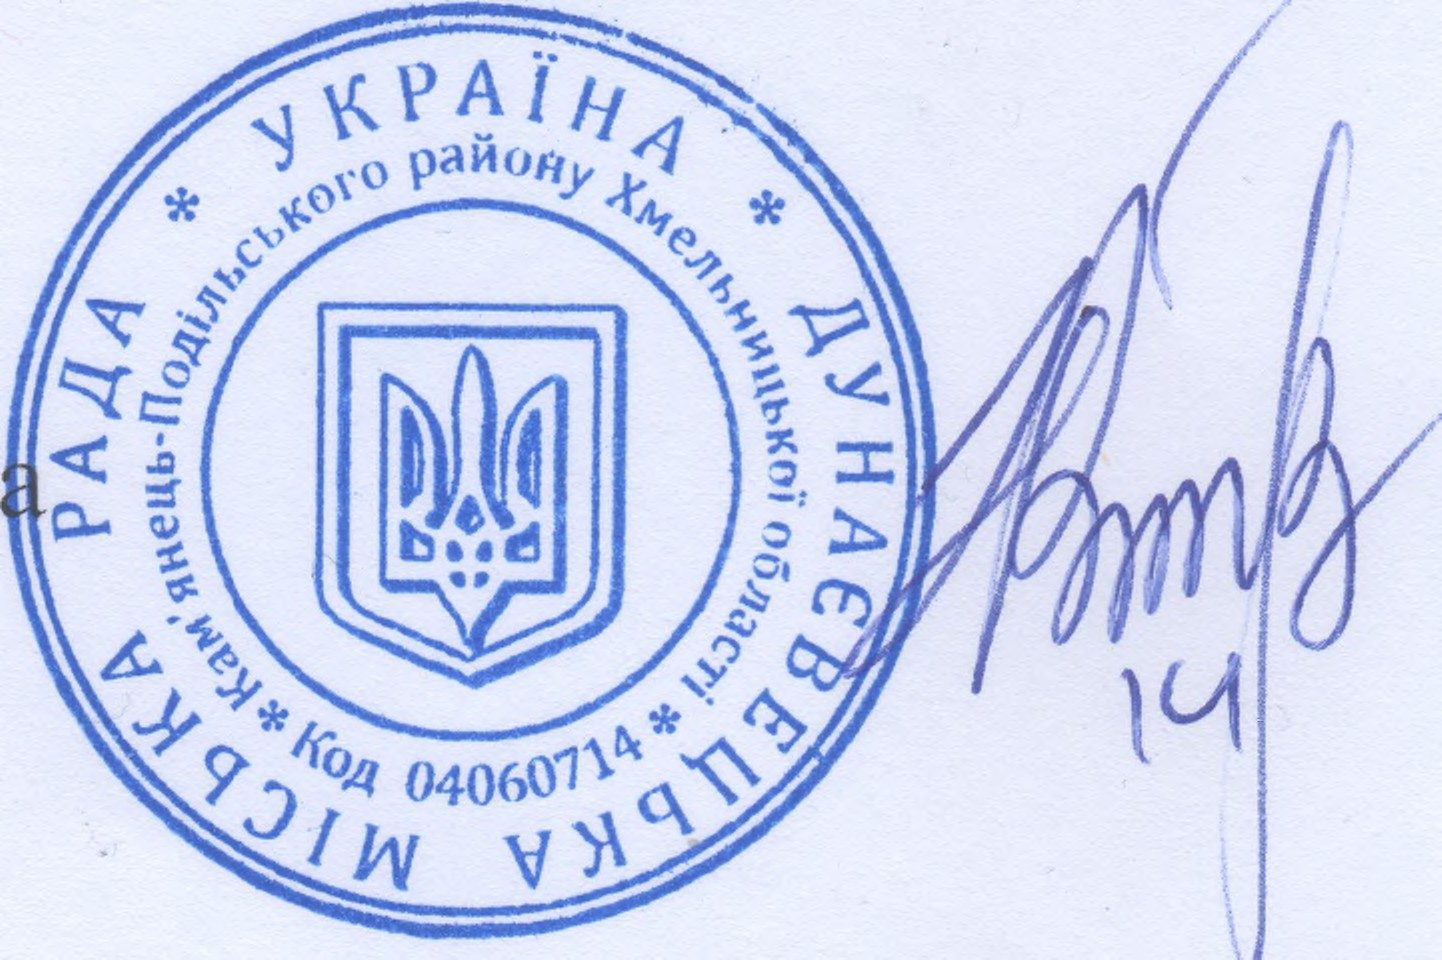 * УКРАЇНА * ДУНАЄВЕЦЬКА МІСЬКА РАДА
* Кам'янець-Подільського району Хмельницької області *
Код 04060714
а
14